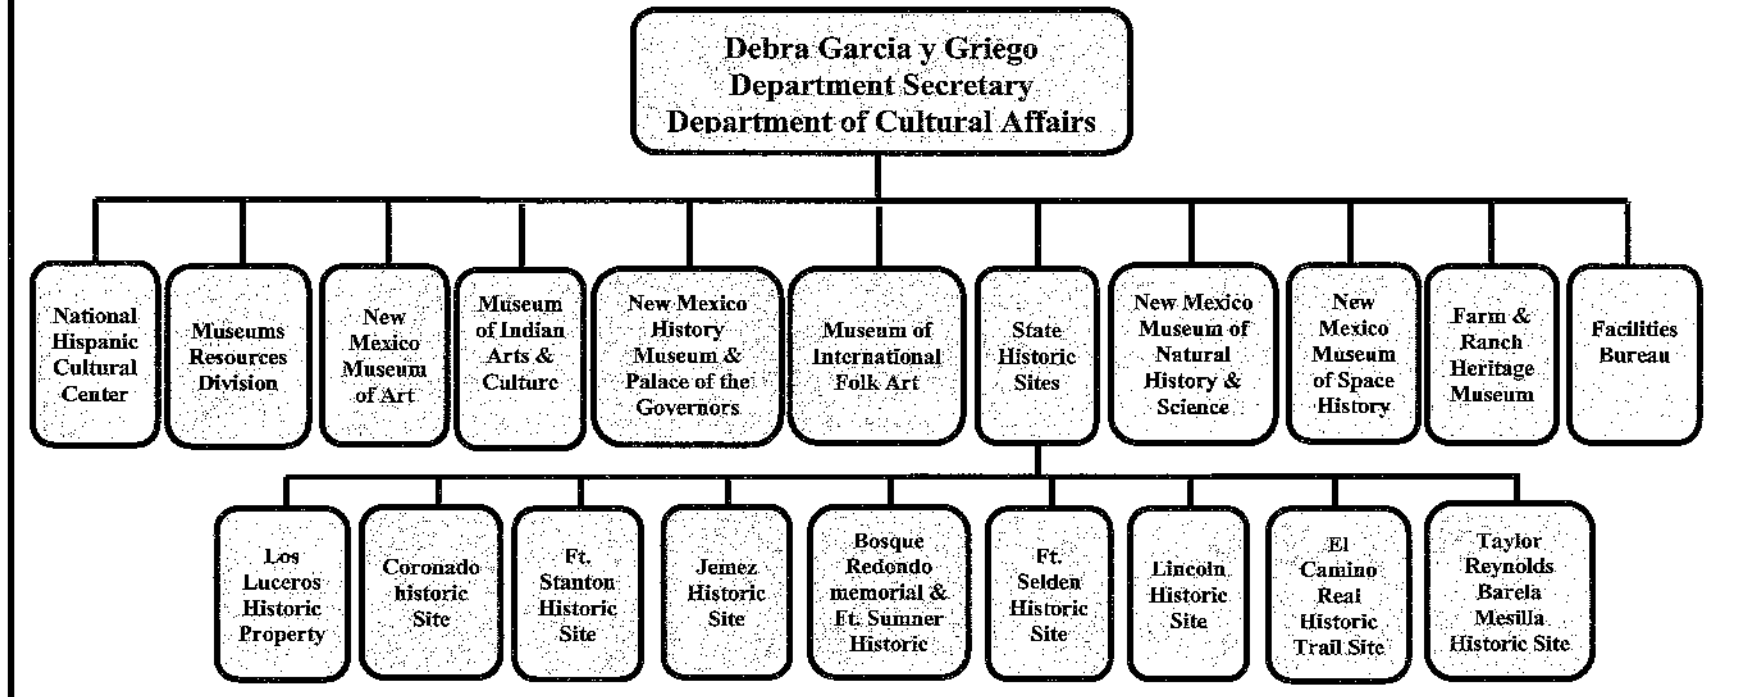 Debra Garcia y Griego
Department Secretary
Department of Cultural Affairs
National
Hispanic
Cultural
Center
Museums
Resources
Division
New
Mexico
Museum
of Art
Museum
of Indian
Arts &
Culture
New Mexico
History
Museum &
Palace of the
Governors
Museum of
International
Folk Art
State
Historic
Sites
New Mexico
Museum of
Natural
History &
Science
New
Mexico
Museum
of Space
History
Farm &
Ranch
Heritage
Museum
Facilities
Bureau
Los
Luceros
Historic
Property
Coronado
historic
Site
Ft.
Stanton
Historic
Site
Jemez
Historic
Site
Bosque
Redondo
memorial &
Ft. Sumner
Historic
Ft.
Selden
Historic
Site
Lincoln
Historic
Site
El
Camino
Real
Historic
Trail Site
Taylor
Reynolds
Barela
Mesilla
Historic Site